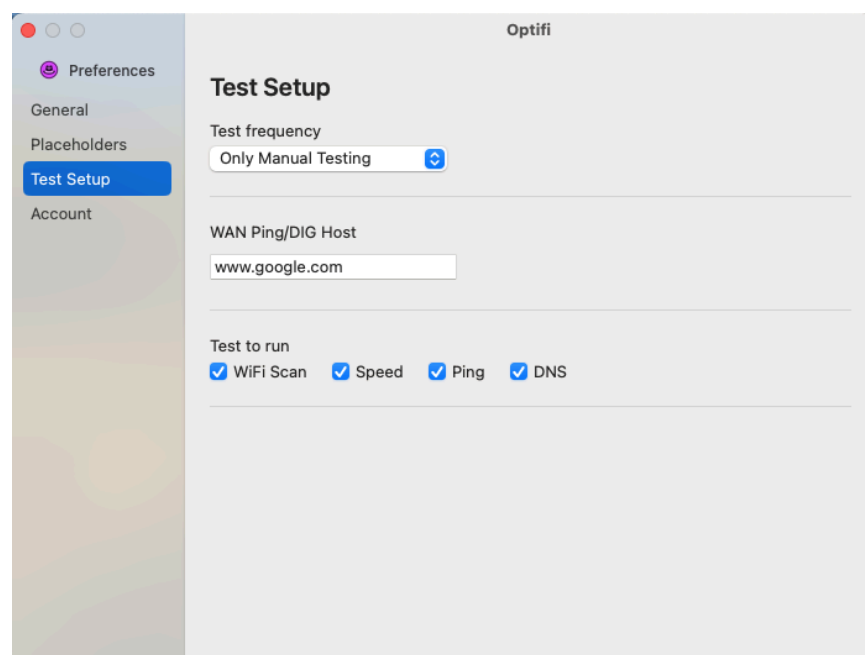 Optifi
Preferences
General
Placeholders
Test Setup
Account
Test Setup
Test frequency
Only Manual Testing
WAN Ping/DIG Host
www.google.com
Test to run
WiFi Scan Speed Ping DNS